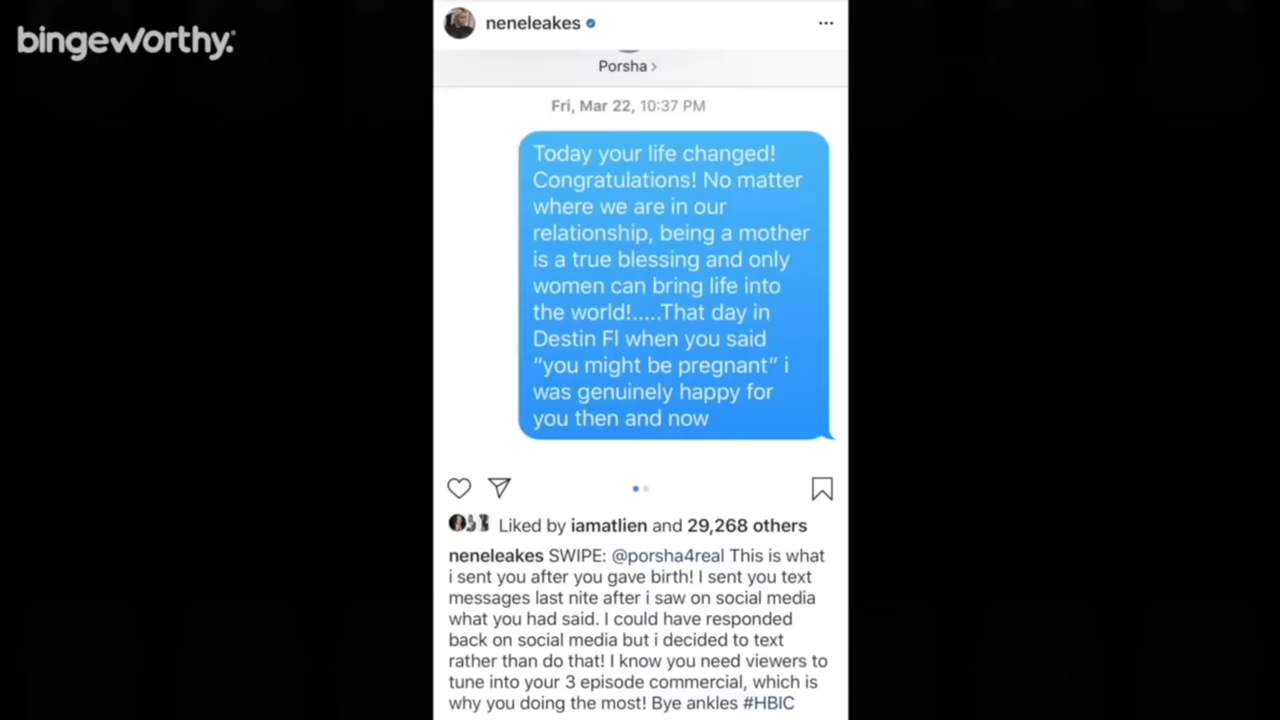 bingeworthy.
neneleakes
Porsha >
Fri, Mar 22, 10:37 PM
Today your life changed!
Congratulations! No matter
where we are in our
relationship, being a mother
is a true blessing and only
women can bring life into
the world!.....That day in
Destin Fl when you said
“you might be pregnant” i
was genuinely happy for
you then and now
Liked by iamatlien and 29,268 others
neneleakes SWIPE: @porsha4real This is what
i sent you after you gave birth! I sent you text
messages last nite after i saw on social media
what you had said. I could have responded
back on social media but i decided to text
rather than do that! I know you need viewers to
tune into your 3 episode commercial, which is
why you doing the most! Bye ankles #HBIC